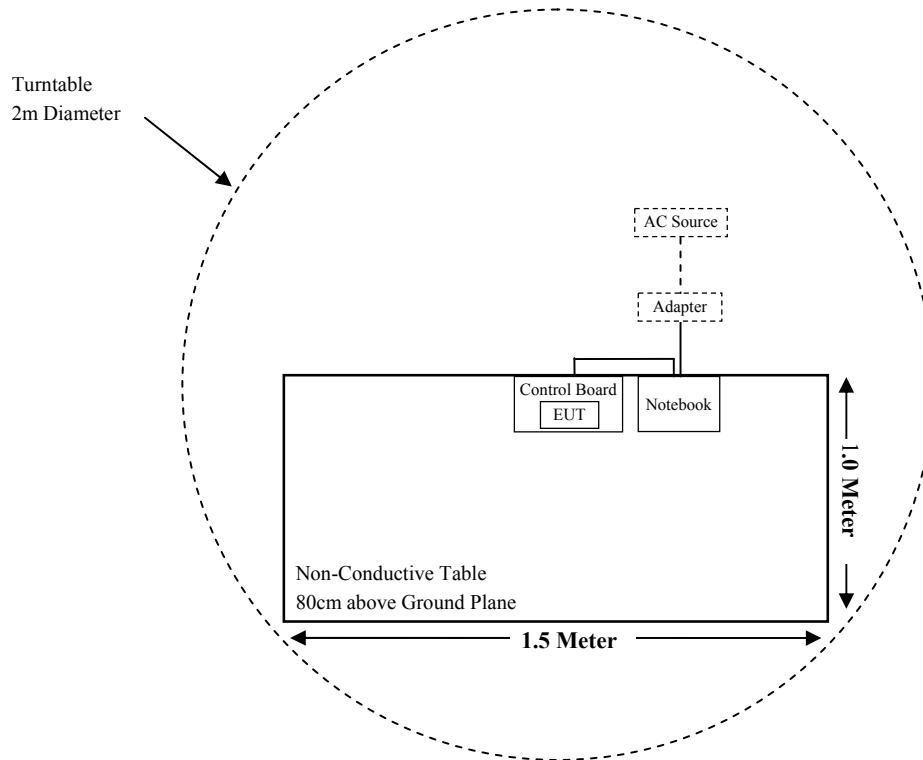 Turntable
2m Diameter
AC Source
Adapter
Control Board
EUT
Notebook
1.0 Meter
Non-Conductive Table
80cm above Ground Plane
1.5 Meter